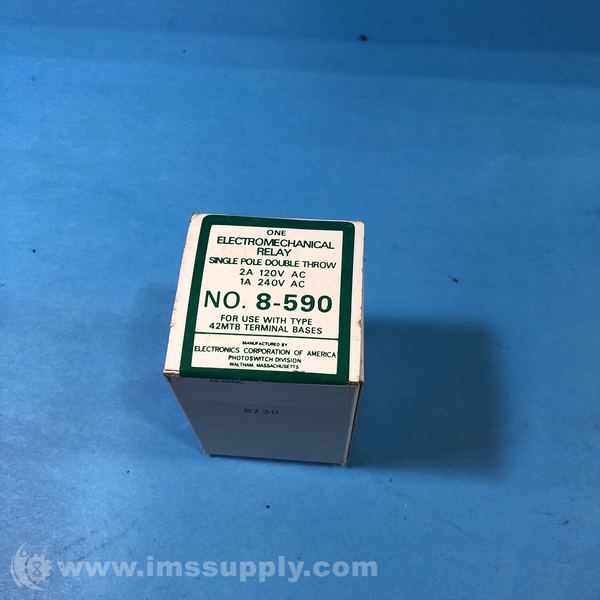 ONE
ELECTROMECHANICAL
RELAY
SINGLE POLE DOUBLE THROW
2A 120V AC
1A 240V AC
NO. 8-590
FOR USE WITH TYPE
42MTB TERMINAL BASES
MANUFACTURED BY
ELECTRONICS CORPORATION OF AMERICA
PHOTOSWITCH DIVISION
WALTHAM, MASSACHUSETTS
8730
www.imssupply.com